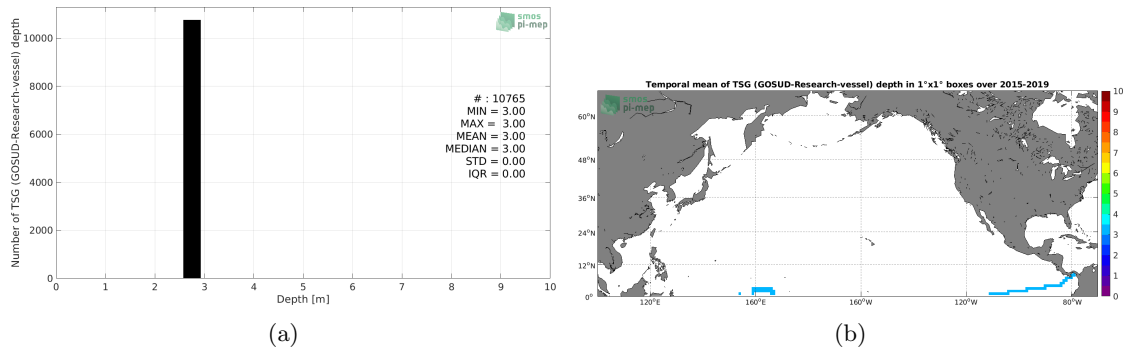 smos
pi-mep
10000
8000
6000
4000
2000
0
Number of TSG (GOSUD-Research-vessel) depth
# : 10765
MIN = 3.00
MAX = 3.00
MEAN = 3.00
MEDIAN = 3.00
STD = 0.00
IQR = 0.00
0 1 2 3 4 5 6 7 8 9 10
Depth [m]
(a)
Temporal mean of TSG (GOSUD-Research-vessel) depth in 1°x1° boxes over 2015-2019
smos
pi-mep
60°N
48°N
36°N
24°N
12°N
0°
120°E 160°E 160°W 120°W 80°W
10
9
8
7
6
5
4
3
2
1
0
(b)